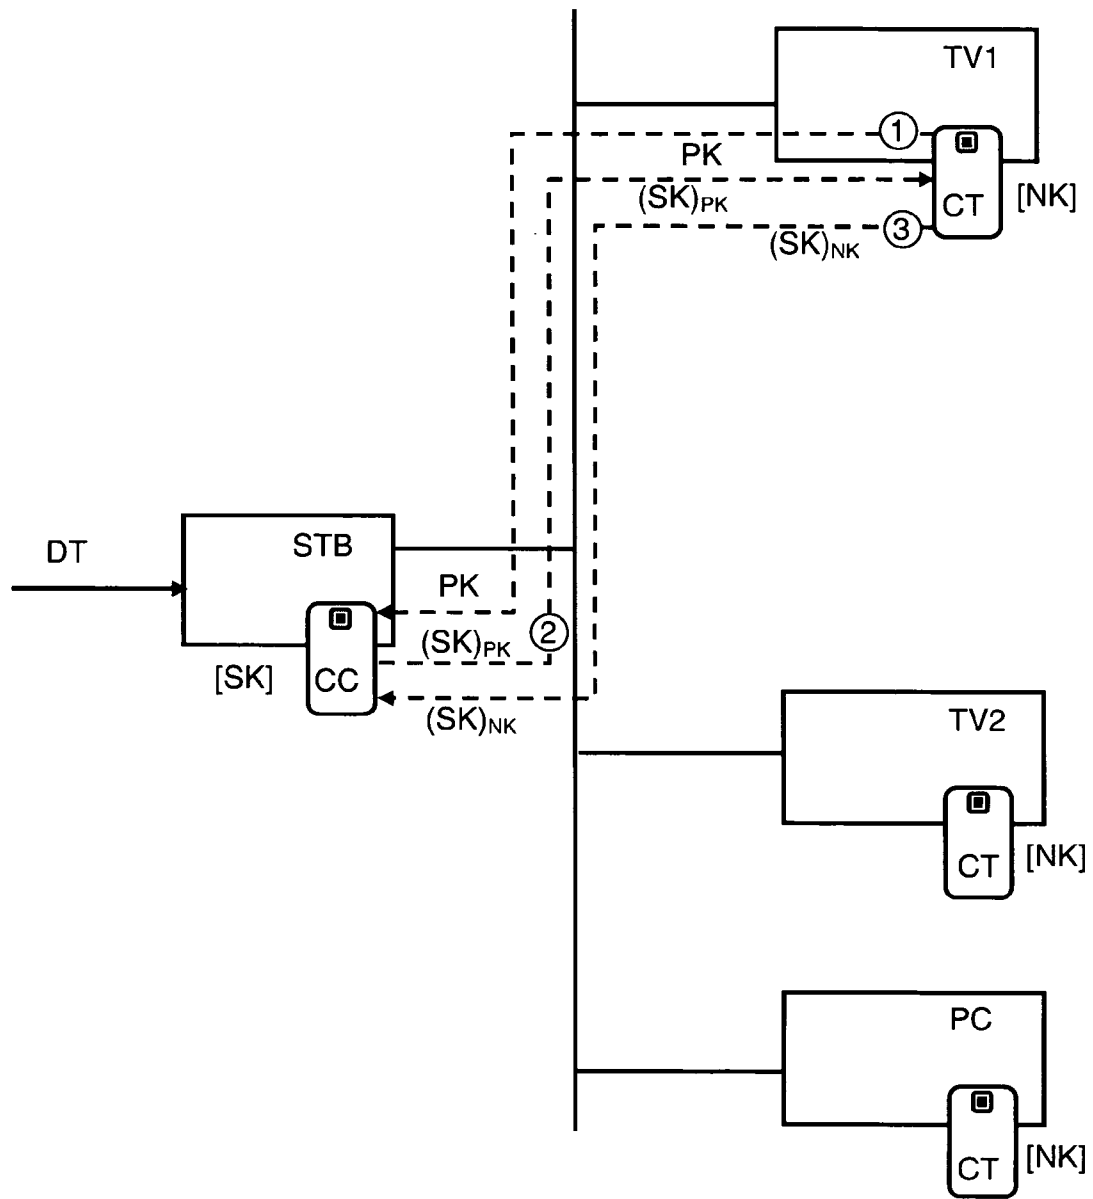 TV1
①
PK
(SK)PK
CT
[NK]
③
(SK)NK
DT
STB
PK
②
(SK)PK
[SK]
CC
(SK)NK
TV2
CT
[NK]
PC
CT
[NK]